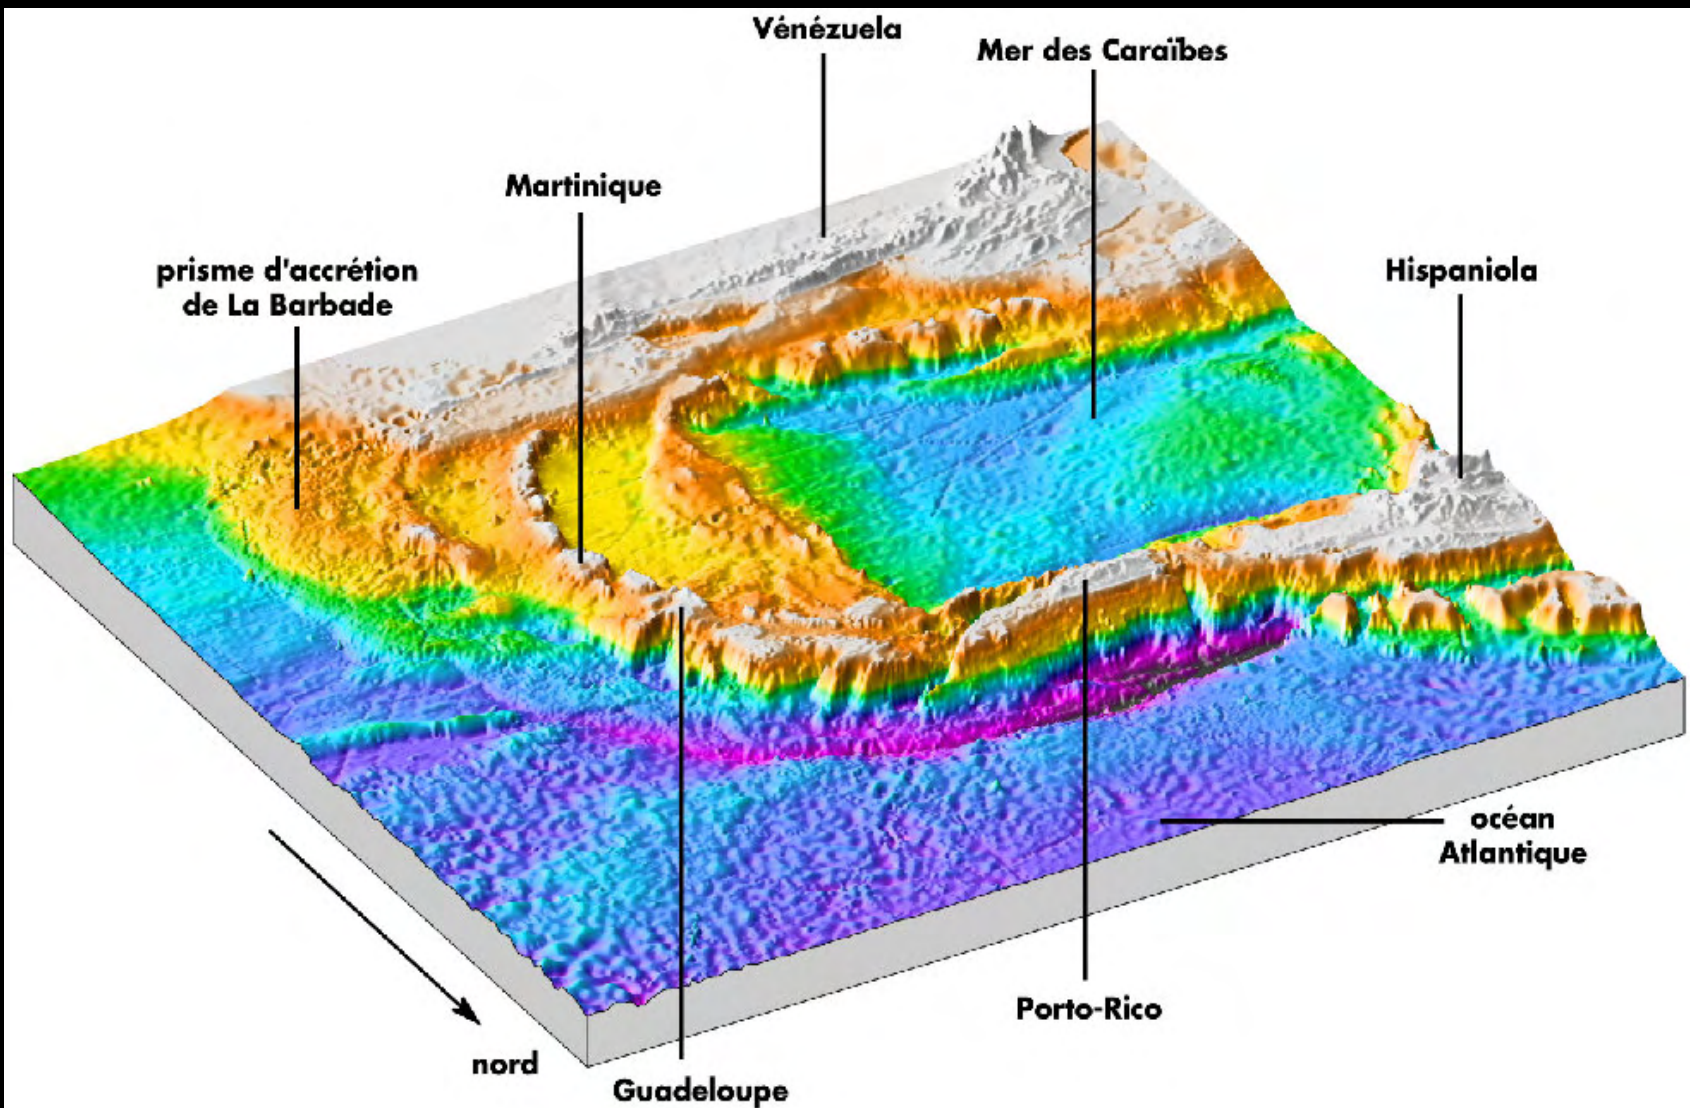 Vénézuela
Mer des Caraïbes
Martinique
prisme d'accrétion
de La Barbade
Hispaniola
océan
Atlantique
Porto-Rico
nord
Guadeloupe